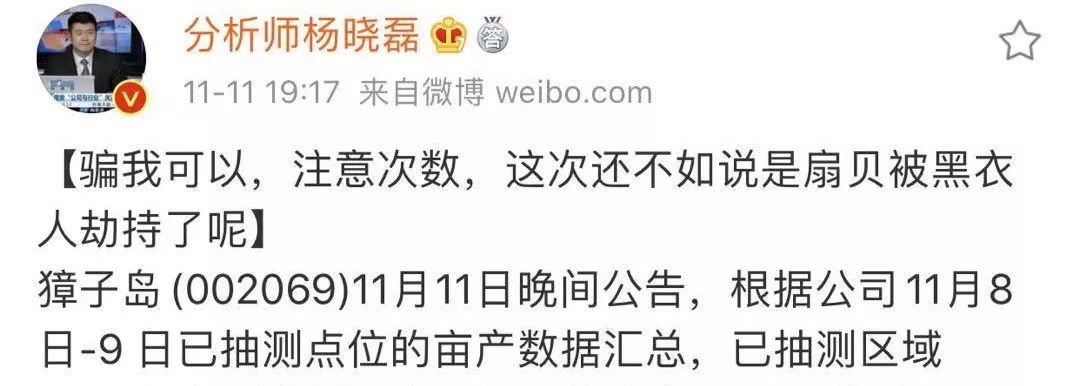 分析师杨晓磊
答
11-11 19:17 来自微博 weibo.com
【骗我可以，注意次数，这次还不如说是扇贝被黑衣
人劫持了呢】
獐子岛 (002069)11月11日晚间公告，根据公司11月8
日-9 日已抽测点位的亩产数据汇总，已抽测区域